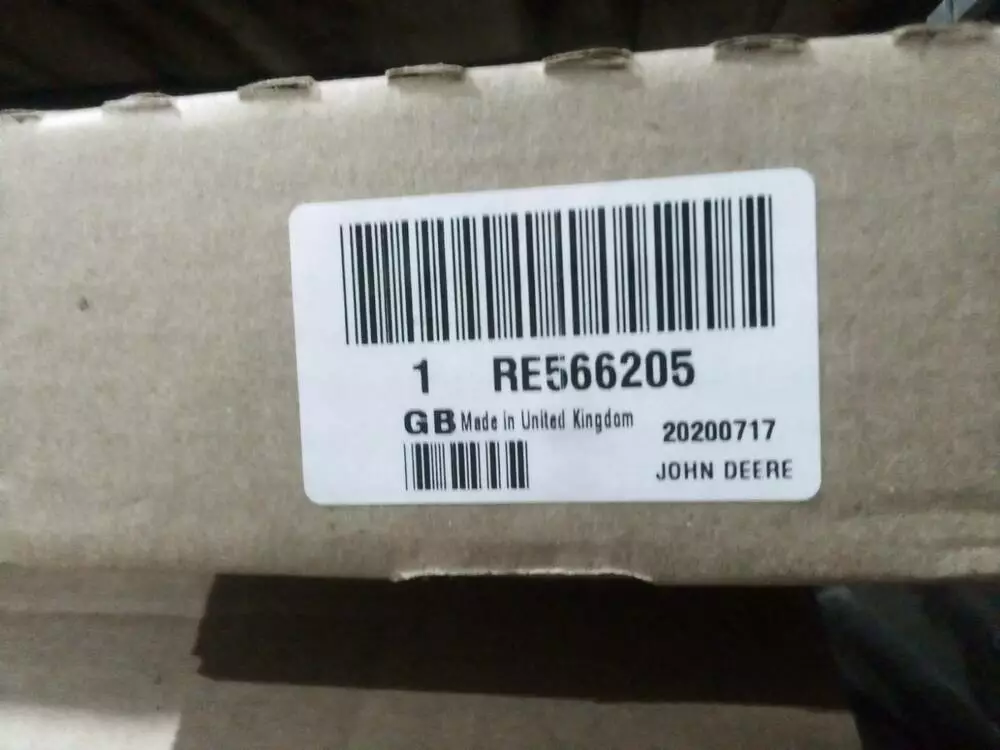 1 RE566205
GB Made in United Kingdom
20200717
JOHN DEERE